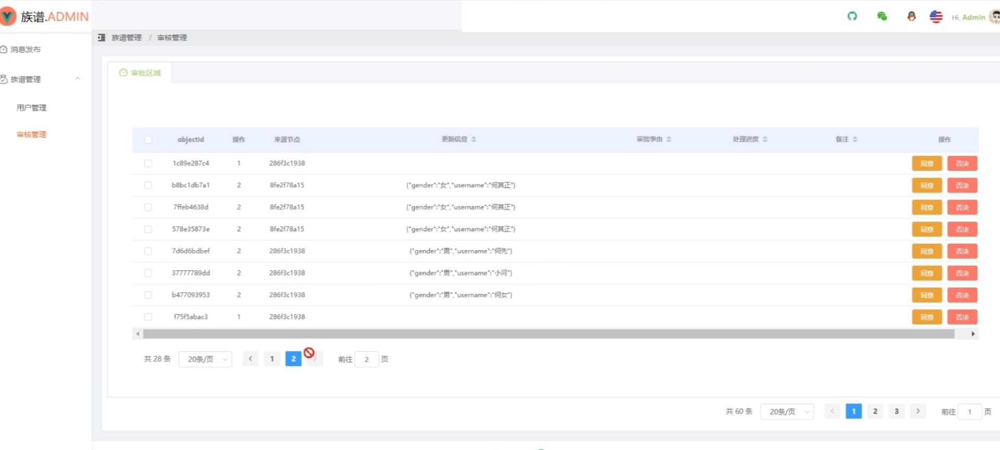 族谱.ADMIN
Hi, Admin
族谱管理 / 审核管理
消息发布
族谱管理
用户管理
审核管理
审批区域
objectId 操作 来源节点 更新信息 审批事由 处理进度 备注 操作
1c89e287c4 1 286f3c1938 同意 否决
b8bc1db7a1 2 8fe2f78a15 {"gender":"女","username":"何其正"} 同意 否决
7ffeb4638d 2 8fe2f78a15 {"gender":"女","username":"何其正"} 同意 否决
578e35873e 2 8fe2f78a15 {"gender":"女","username":"何其正"} 同意 否决
7d6d6bdbef 2 286f3c1938 {"gender":"男","username":"何先"} 同意 否决
37777789dd 2 286f3c1938 {"gender":"男","username":"小河"} 同意 否决
b477093953 2 286f3c1938 {"gender":"男","username":"何女"} 同意 否决
f75f5abac3 1 286f3c1938 同意 否决
共 28 条 20条/页 1 2 前往 2 页
共 60 条 20条/页 1 2 3 前往 1 页